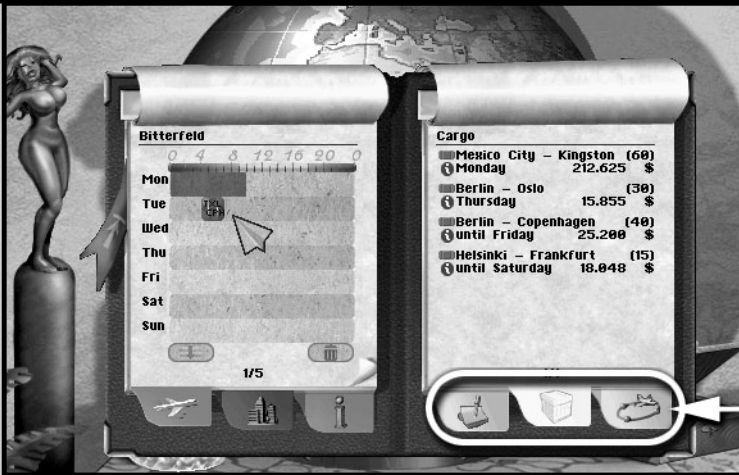 Bitterfeld
0 4 8 12 16 20 0
Mon
Tue
TXL
CPH
Wed
Thu
Fri
Sat
Sun
1/5
Cargo
Mexico City – Kingston (60)
Monday 212.625 $
Berlin – Oslo (30)
Thursday 15.855 $
Berlin – Copenhagen (40)
until Friday 25.200 $
Helsinki – Frankfurt (15)
until Saturday 18.048 $